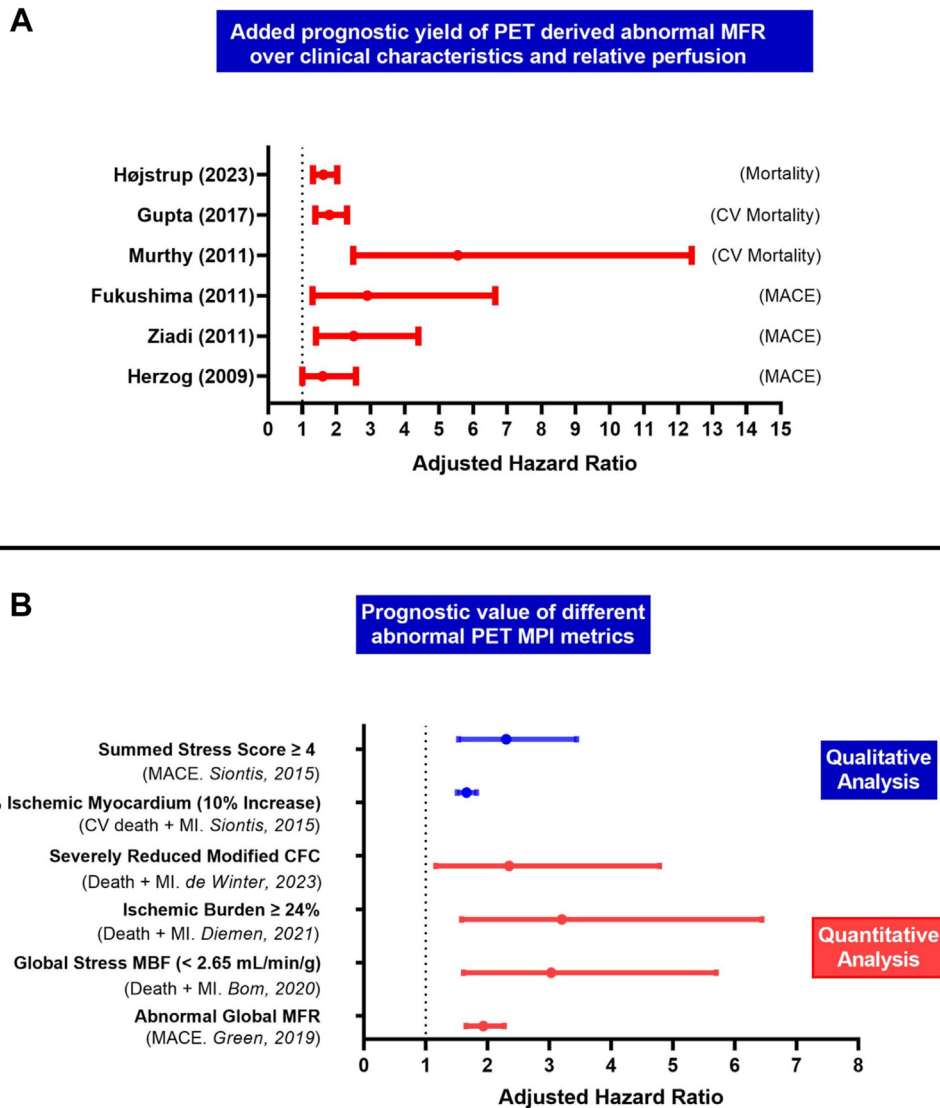 A
Added prognostic yield of PET derived abnormal MFR
over clinical characteristics and relative perfusion
Højstrup (2023)
(Mortality)
Gupta (2017)
(CV Mortality)
Murthy (2011)
(CV Mortality)
Fukushima (2011)
(MACE)
Ziadi (2011)
(MACE)
Herzog (2009)
(MACE)
0 1 2 3 4 5 6 7 8 9 10 11 12 13 14 15
Adjusted Hazard Ratio
B
Prognostic value of different
abnormal PET MPI metrics
Summed Stress Score ≥ 4
(MACE. Siontis, 2015)
Ischemic Myocardium (10% Increase)
(CV death + MI. Siontis, 2015)
Severely Reduced Modified CFC
(Death + MI. de Winter, 2023)
Ischemic Burden ≥ 24%
(Death + MI. Diemen, 2021)
Global Stress MBF (< 2.65 mL/min/g)
(Death + MI. Bom, 2020)
Abnormal Global MFR
(MACE. Green, 2019)
Qualitative
Analysis
Quantitative
Analysis
0 1 2 3 4 5 6 7 8
Adjusted Hazard Ratio